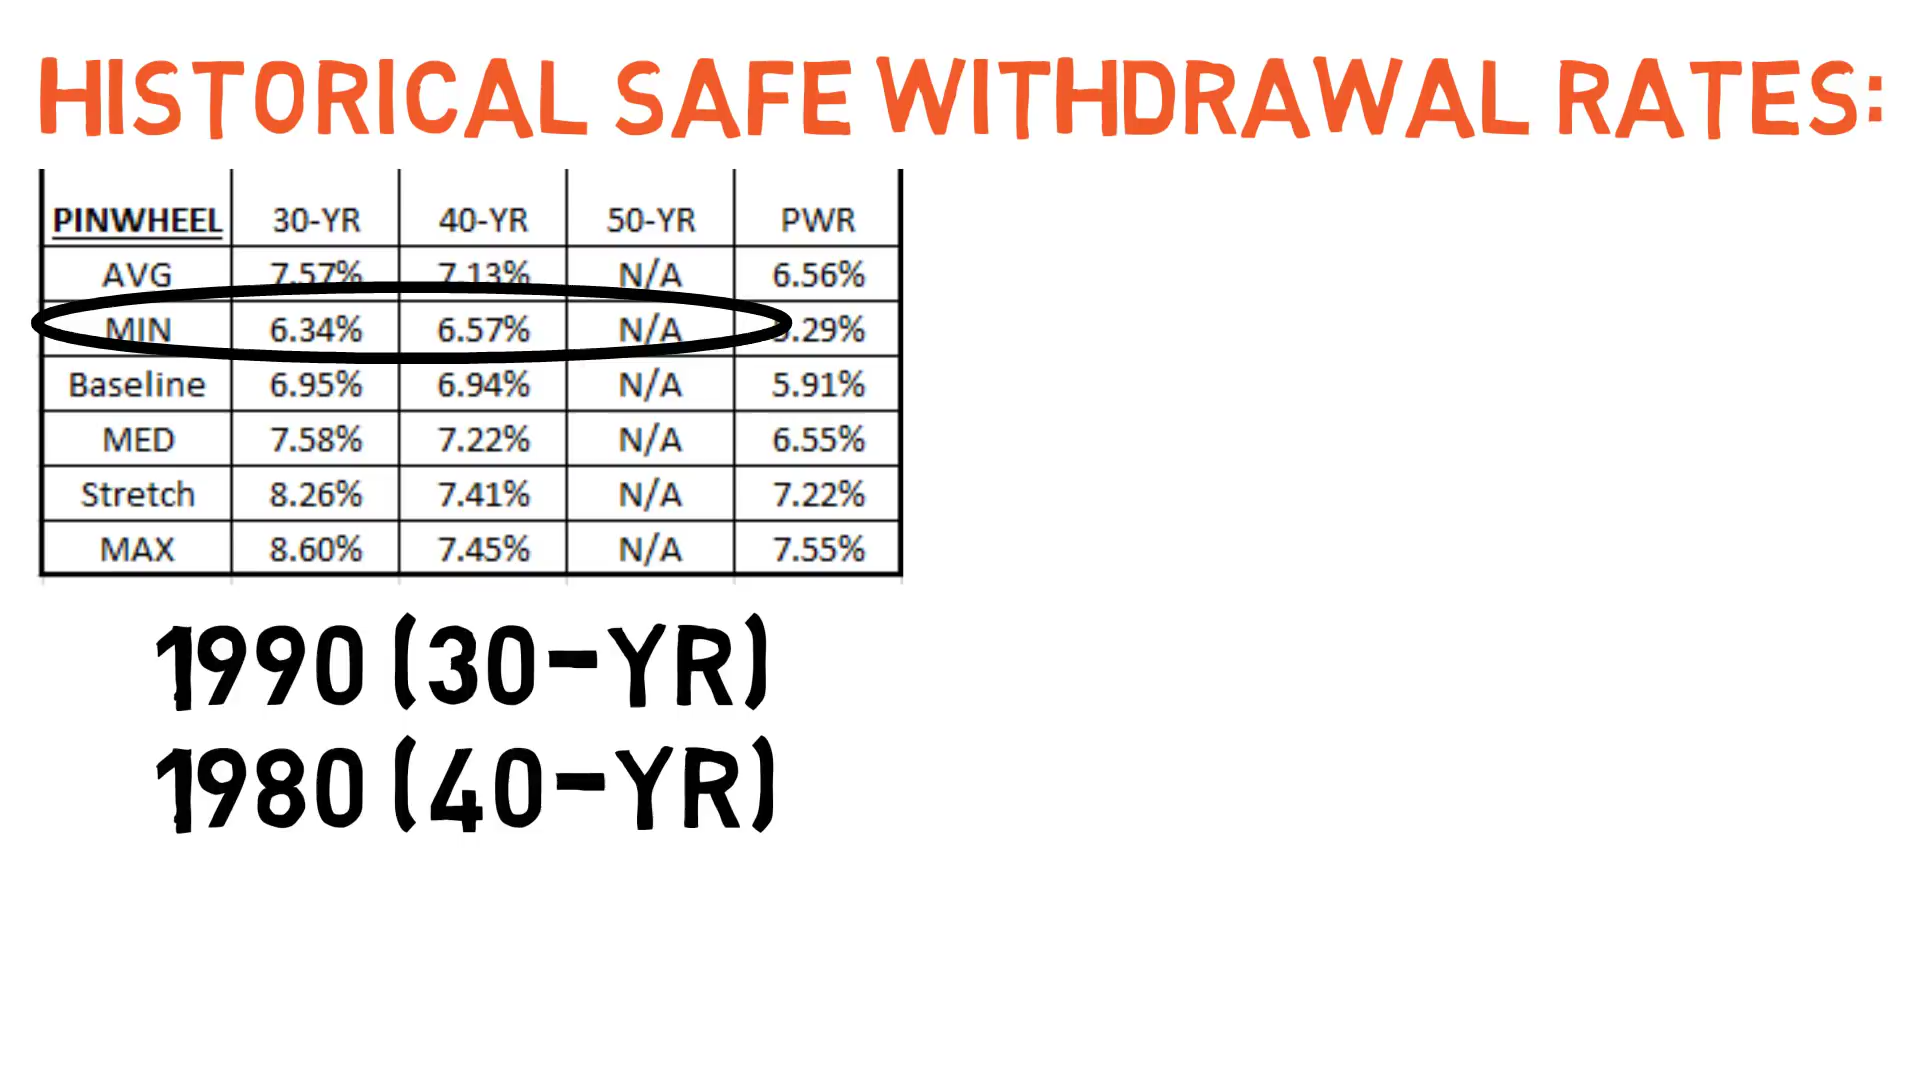 HISTORICAL SAFE WITHDRAWAL RATES:
PINWHEEL 30-YR 40-YR 50-YR PWR
AVG 7.57% 7.13% N/A 6.56%
MIN 6.34% 6.57% N/A .29%
Baseline 6.95% 6.94% N/A 5.91%
MED 7.58% 7.22% N/A 6.55%
Stretch 8.26% 7.41% N/A 7.22%
MAX 8.60% 7.45% N/A 7.55%
1990 (30-YR)
1980 (40-YR)